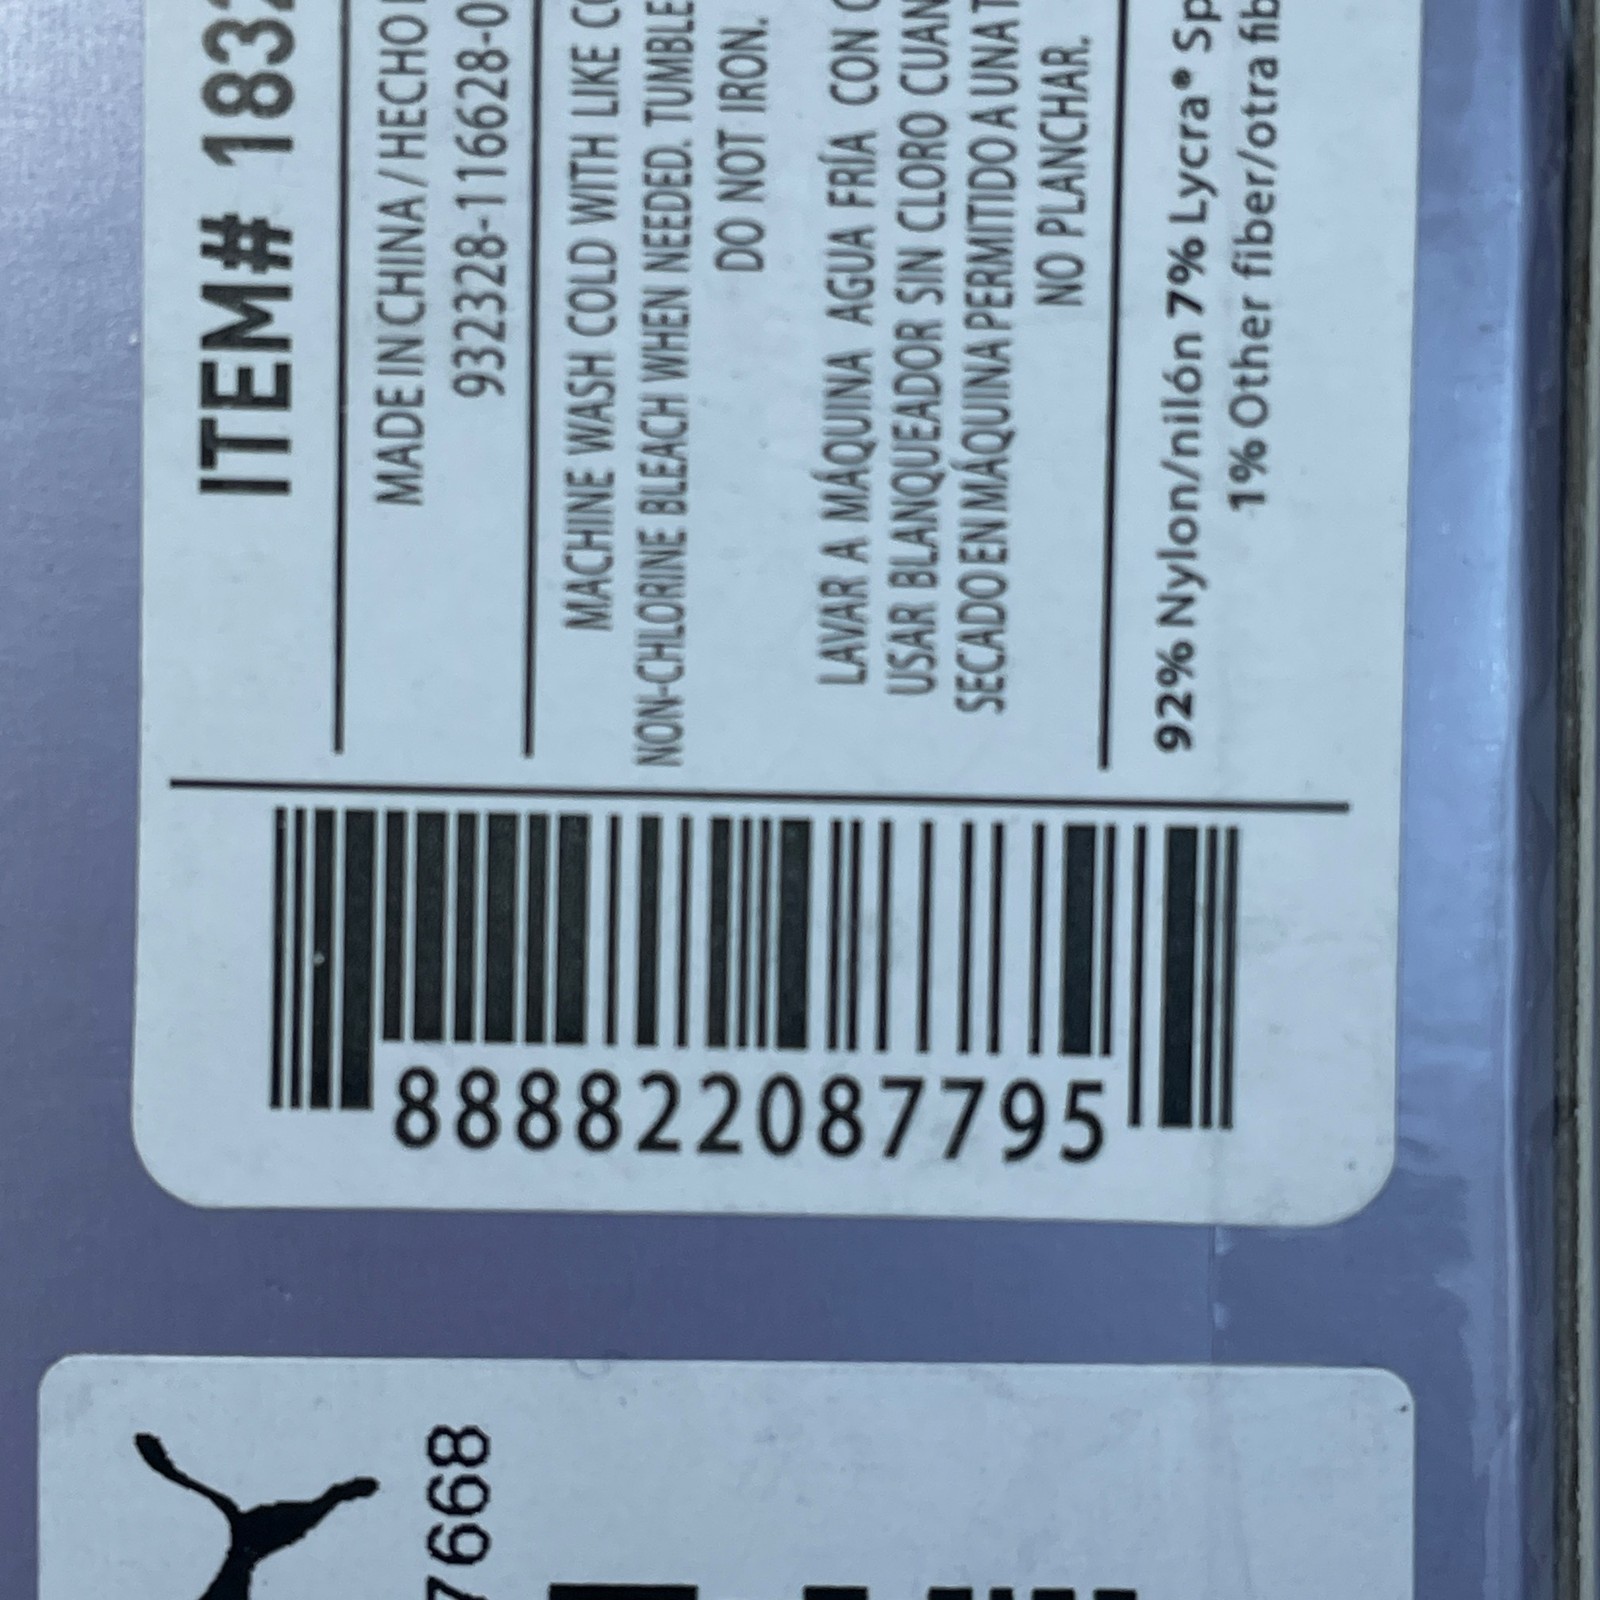 ITEM#
MADE IN CHINA / HECHO
932328-116628-0
MACHINE WASH COLD WITH LIKE
NON-CHLORINE BLEACH WHEN NEEDED. TUMBLE
DO NOT IRON.
LAVAR A MÁQUINA AGUA FRÍA CON
USAR BLANQUEADOR SIN CLORO
SECADO EN MÁQUINA PERMITIDO A UNA
NO PLANCHAR.
92% Nylon/nilón 7% Lycra®
1% Other fiber/otra
888822087795
7668